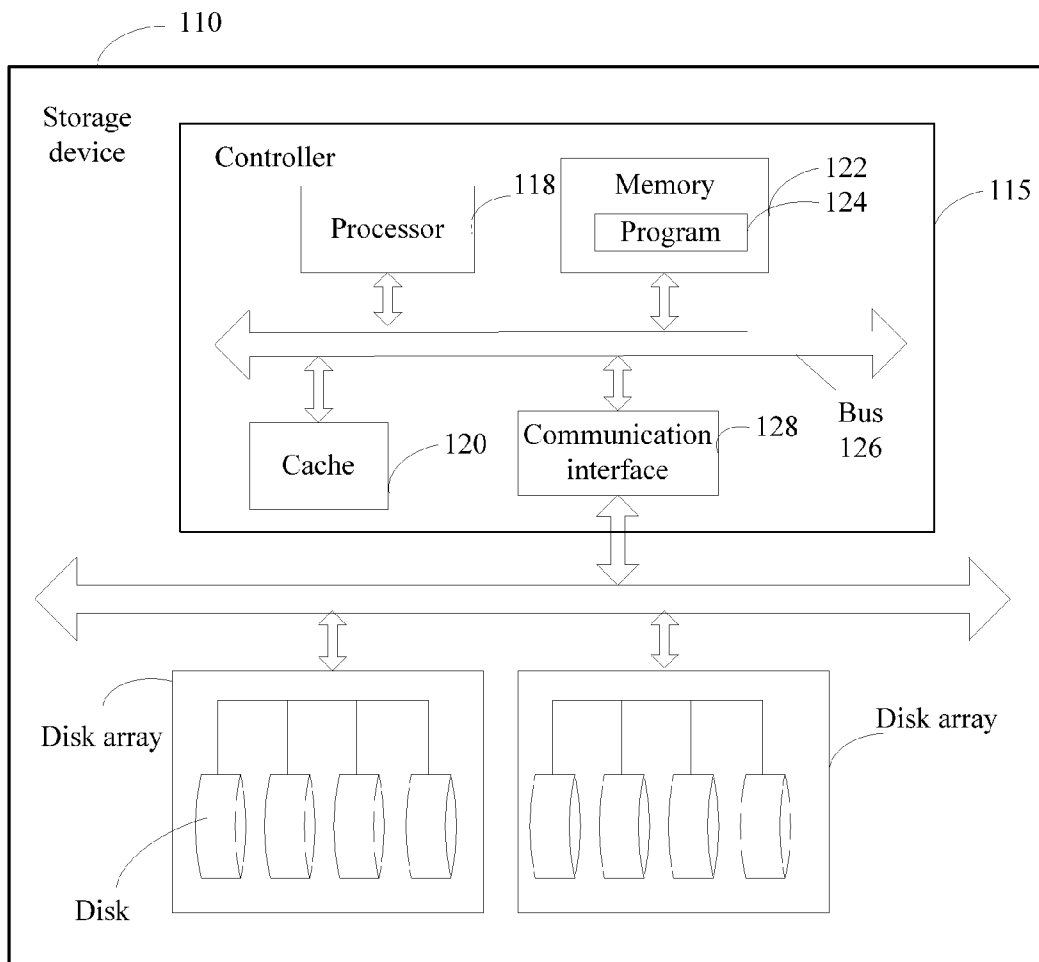 110
Storage
device
Controller
Processor
118
Memory
Program
122
124
115
Bus
126
Cache
120
Communication
interface
128
Disk array
Disk array
Disk